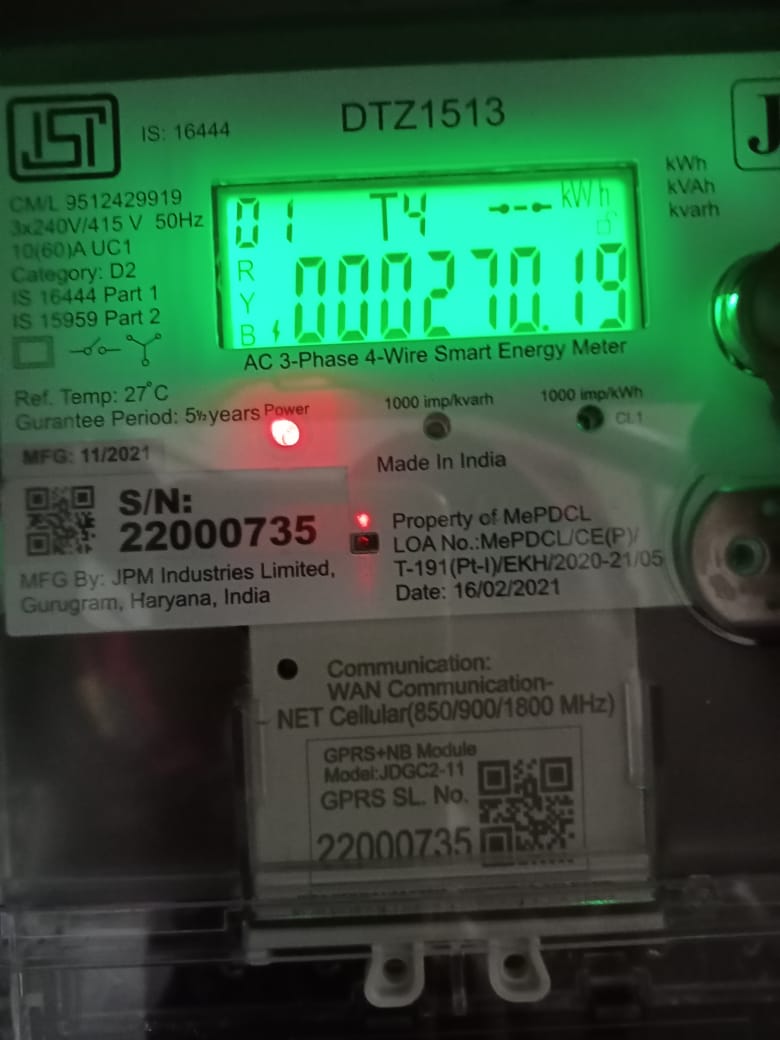 DTZ1513
IS: 16444
CM/L 9512429919
3x240V/415 V 50Hz
10(60)A UC1
Category: D2
IS 16444 Part 1
IS 15959 Part 2
01 T4 kWh
R
Y
B
000270.19
kWh
kVAh
kvarh
J
AC 3-Phase 4-Wire Smart Energy Meter
Ref. Temp: 27°C
Gurantee Period: 5½years
Power
1000 imp/kvarh
1000 imp/kWh
CL1
MFG: 11/2021
Made In India
S/N:
22000735
MFG By: JPM Industries Limited,
Gurugram, Haryana, India
Property of MePDCL
LOA No.:MePDCL/CE(P)/
T-191(Pt-I)/EKH/2020-21/05
Date: 16/02/2021
Communication:
WAN Communication-
NET Cellular(850/900/1800 MHz)
GPRS+NB Module
Model:JDGC2-11
GPRS SL. No.
22000735